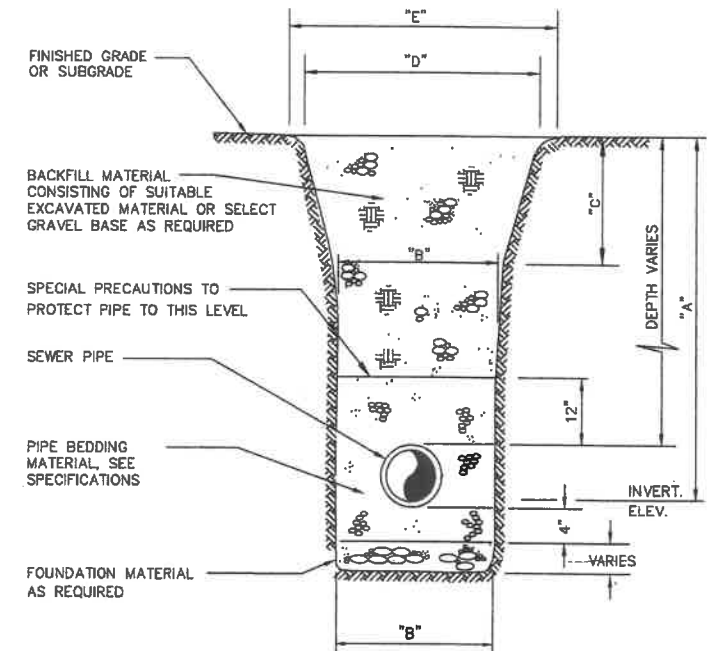 "E"
FINISHED GRADE
OR SUBGRADE
"D"
BACKFILL MATERIAL
CONSISTING OF SUITABLE
EXCAVATED MATERIAL OR SELECT
GRAVEL BASE AS REQUIRED
"C"
"B"
DEPTH VARIES
"A"
SPECIAL PRECAUTIONS TO
PROTECT PIPE TO THIS LEVEL
SEWER PIPE
12"
PIPE BEDDING
MATERIAL, SEE
SPECIFICATIONS
INVERT.
ELEV.
4"
VARIES
FOUNDATION MATERIAL
AS REQUIRED
"B"